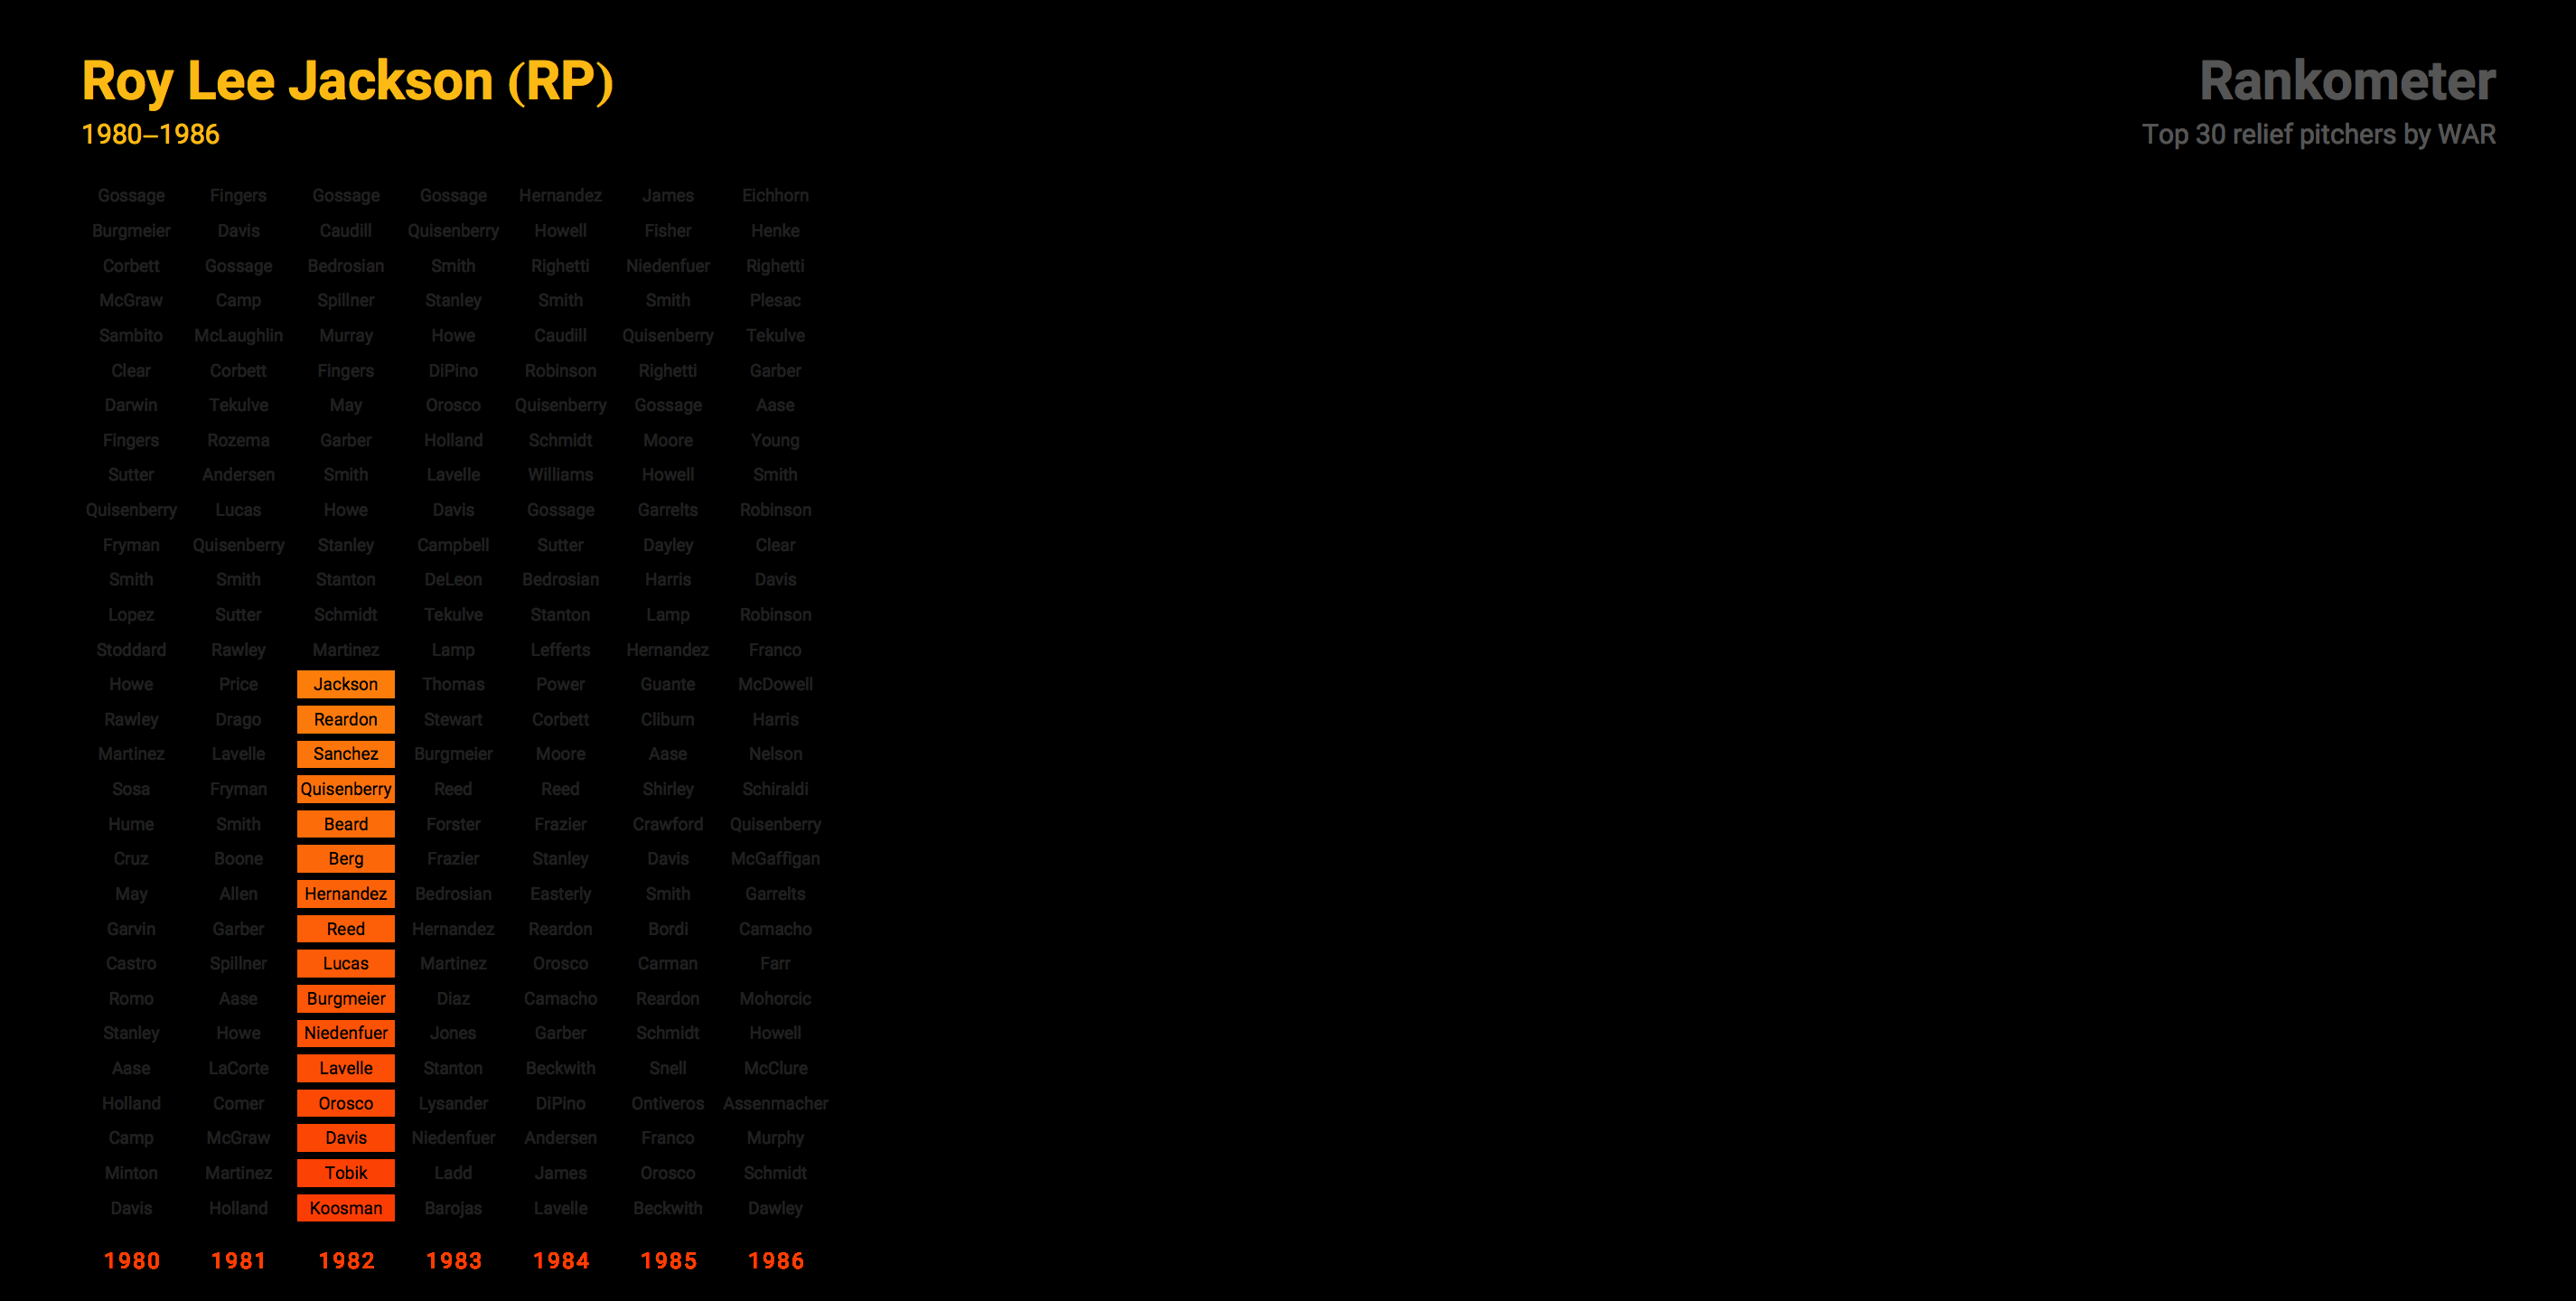 Roy Lee Jackson (RP)
1980–1986
Rankometer
Top 30 relief pitchers by WAR
Gossage Fingers Gossage Gossage Hernandez James Eichhorn
Burgmeier Davis Caudill Quisenberry Howell Fisher Henke
Corbett Gossage Bedrosian Smith Righetti Niedenfuer Righetti
McGraw Camp Spillner Stanley Smith Smith Plesac
Sambito McLaughlin Murray Howe Caudill Quisenberry Tekulve
Clear Corbett Fingers DiPino Robinson Righetti Garber
Darwin Tekulve May Orosco Quisenberry Gossage Aase
Fingers Rozema Garber Holland Schmidt Moore Young
Sutter Andersen Smith Lavelle Williams Howell Smith
Quisenberry Lucas Howe Davis Gossage Garrelts Robinson
Fryman Quisenberry Stanley Campbell Sutter Dayley Clear
Smith Smith Stanton DeLeon Bedrosian Harris Davis
Lopez Sutter Schmidt Tekulve Stanton Lamp Robinson
Stoddard Rawley Martinez Lamp Lefferts Hernandez Franco
Howe Price Jackson Thomas Power Guante McDowell
Rawley Drago Reardon Stewart Corbett Cliburn Harris
Martinez Lavelle Sanchez Burgmeier Moore Aase Nelson
Sosa Fryman Quisenberry Reed Reed Shirley Schiraldi
Hume Smith Beard Forster Frazier Crawford Quisenberry
Cruz Boone Berg Frazier Stanley Davis McGaffigan
May Allen Hernandez Bedrosian Easterly Smith Garrelts
Garvin Garber Reed Hernandez Reardon Bordi Camacho
Castro Spillner Lucas Martinez Orosco Carman Farr
Romo Aase Burgmeier Diaz Camacho Reardon Mohorcic
Stanley Howe Niedenfuer Jones Garber Schmidt Howell
Aase LaCorte Lavelle Stanton Beckwith Snell McClure
Holland Comer Orosco Lysander DiPino Ontiveros Assenmacher
Camp McGraw Davis Niedenfuer Andersen Franco Murphy
Minton Martinez Tobik Ladd James Orosco Schmidt
Davis Holland Koosman Barojas Lavelle Beckwith Dawley
1980 1981 1982 1983 1984 1985 1986